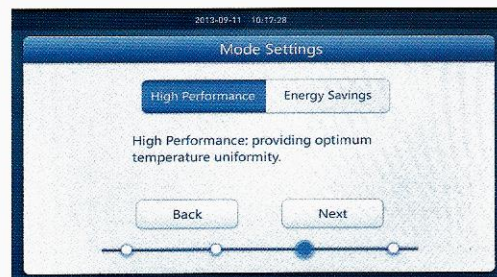 2013-09-11 10:17:28
Mode Settings
High Performance Energy Savings
High Performance: providing optimum
temperature uniformity.
Back Next